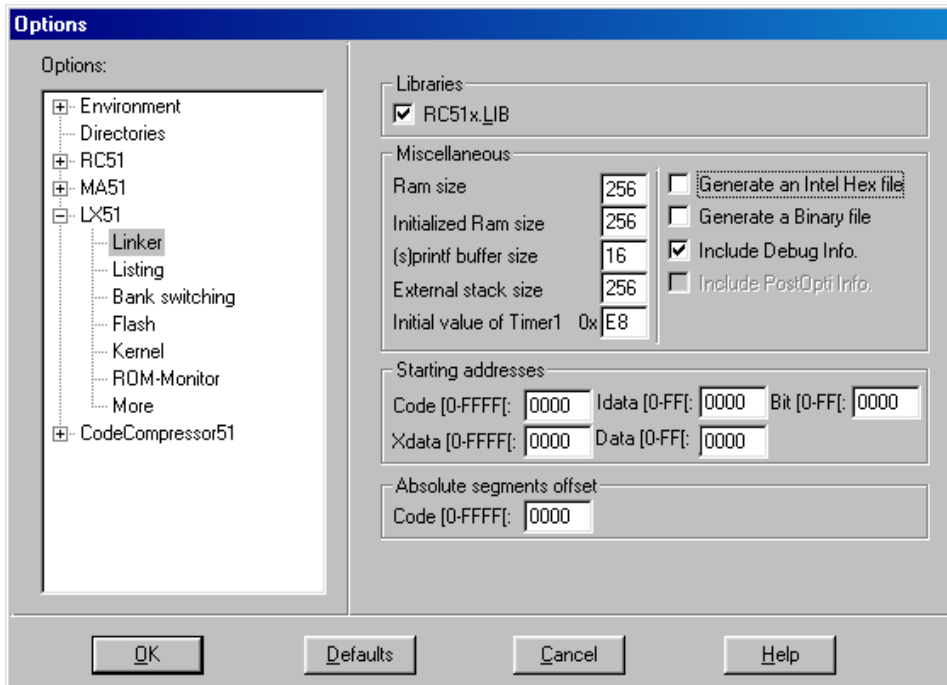 Options
Options:
Environment
Directories
RC51
MA51
LX51
Linker
Listing
Bank switching
Flash
Kernel
ROM-Monitor
More
CodeCompressor51
Libraries
RC51x.LIB
Miscellaneous
Ram size 256
Initialized Ram size 256
(s)printf buffer size 16
External stack size 256
Initial value of Timer1 0x E8
Generate an Intel Hex file
Generate a Binary file
Include Debug Info.
Include PostOpti Info.
Starting addresses
Code [0-FFFF[: 0000 Idata [0-FF[: 0000 Bit [0-FF[: 0000
Xdata [0-FFFF[: 0000 Data [0-FF[: 0000
Absolute segments offset
Code [0-FFFF[: 0000
OK Defaults Cancel Help